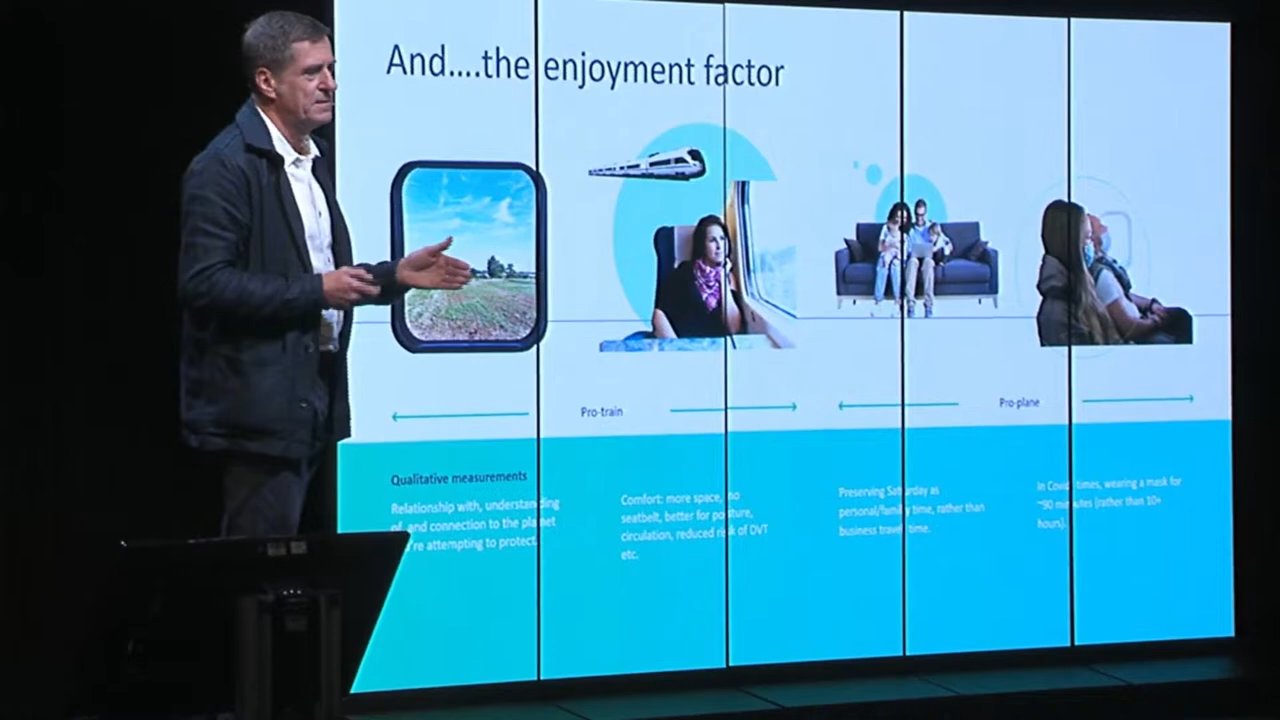 And....the enjoyment factor
Pro-train
Pro-plane
Qualitative measurements
Relationship with, understanding
of, and connection to the planet
attempting to protect.
Comfort: more space, no
seatbelt, better for posture,
circulation, reduced risk of DVT
etc.
Preserving Saturday as
personal/family time, rather than
business travel time.
In Covid times, wearing a mask for
~90 minutes (rather than 10+
hours).